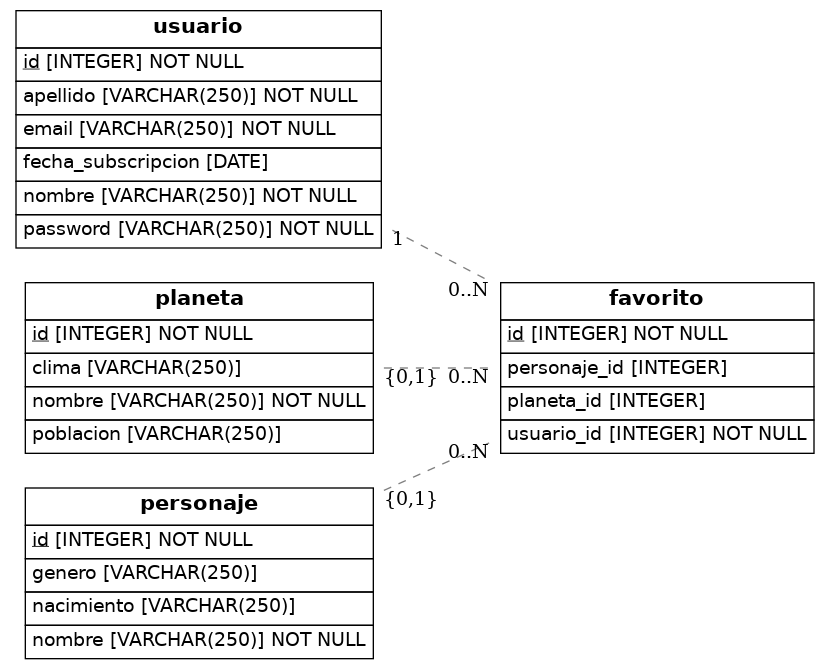 usuario
id [INTEGER] NOT NULL
apellido [VARCHAR(250)] NOT NULL
email [VARCHAR(250)] NOT NULL
fecha_subscripcion [DATE]
nombre [VARCHAR(250)] NOT NULL
password [VARCHAR(250)] NOT NULL
1
0..N
planeta
id [INTEGER] NOT NULL
clima [VARCHAR(250)]
nombre [VARCHAR(250)] NOT NULL
poblacion [VARCHAR(250)]
{0,1}
0..N
favorito
id [INTEGER] NOT NULL
personaje_id [INTEGER]
planeta_id [INTEGER]
usuario_id [INTEGER] NOT NULL
0..N
{0,1}
personaje
id [INTEGER] NOT NULL
genero [VARCHAR(250)]
nacimiento [VARCHAR(250)]
nombre [VARCHAR(250)] NOT NULL